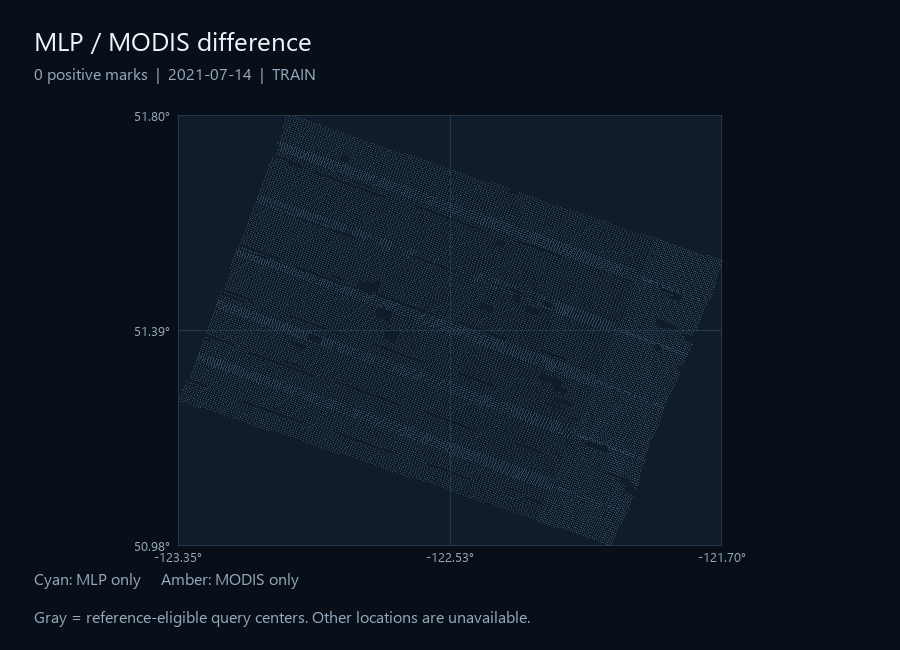 MLP / MODIS difference
0 positive marks | 2021-07-14 | TRAIN
51.80°
51.39°
50.98°
-123.35° -122.53° -121.70°
Cyan: MLP only Amber: MODIS only
Gray = reference-eligible query centers. Other locations are unavailable.